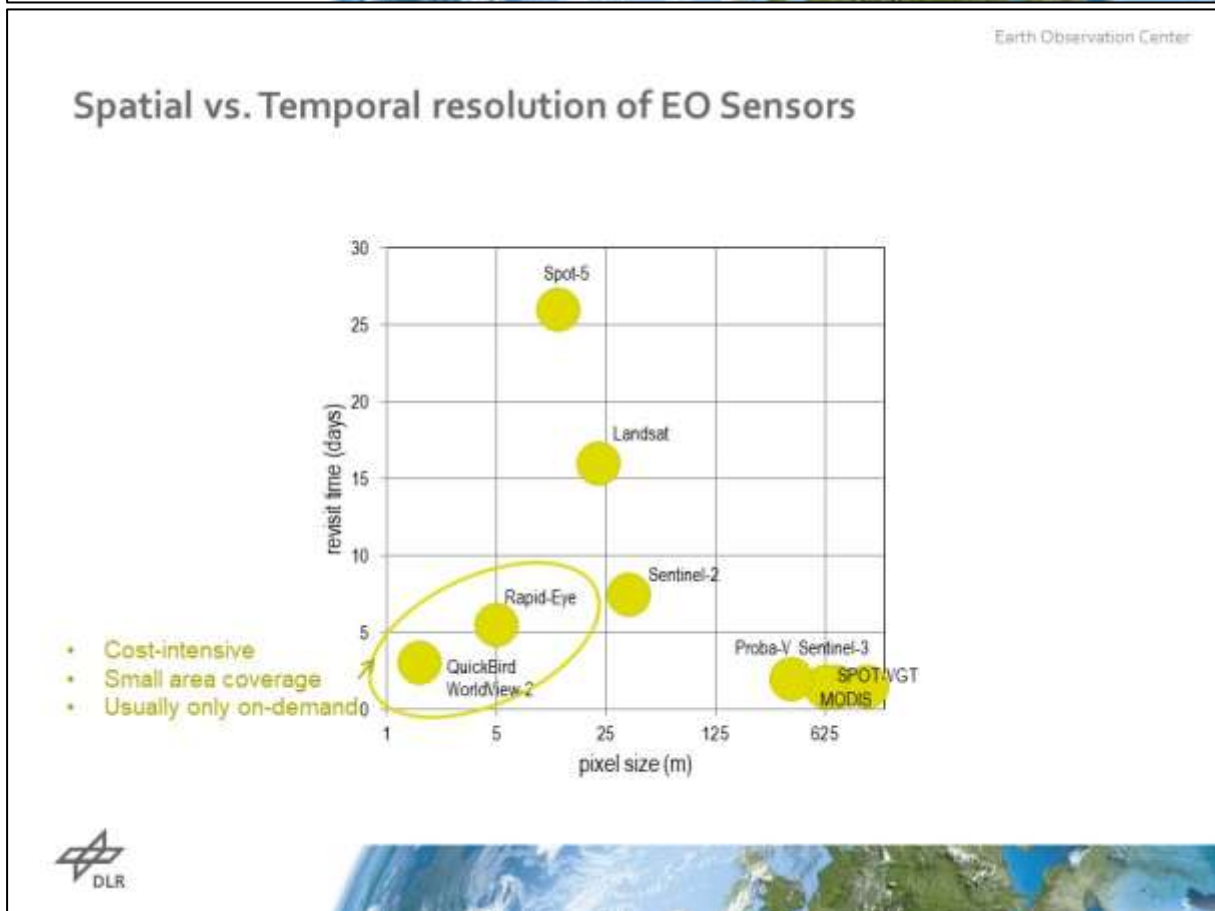 Earth Observation Center
Spatial vs. Temporal resolution of EO Sensors
30
25
20
15
10
5
0
revisit time (days)
Spot-5
Landsat
Sentinel-2
Rapid-Eye
QuickBird
WorldView-2
Proba-V Sentinel-3
SPOT-VGT
MODIS
• Cost-intensive
• Small area coverage
• Usually only on-demand
1 5 25 125 625
pixel size (m)
DLR